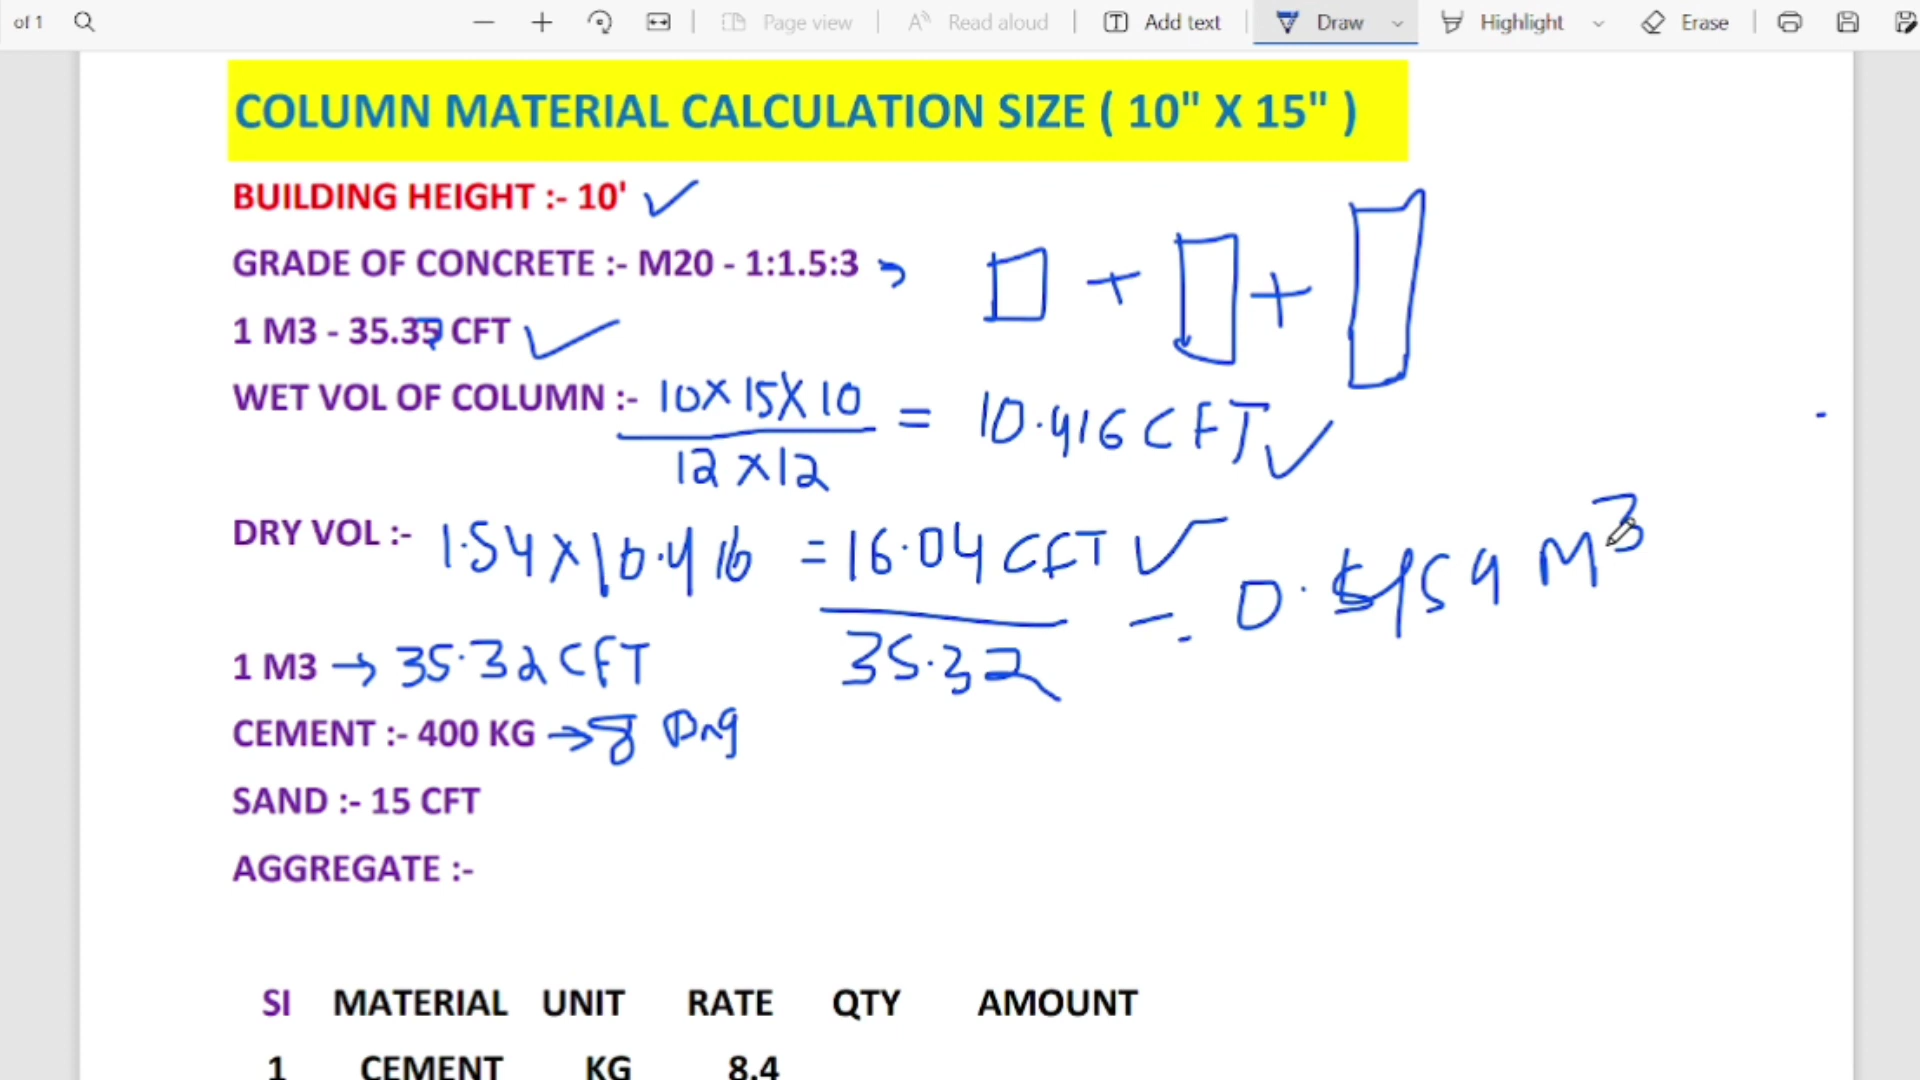 of 1 Page view Read aloud Add text Draw Highlight Erase
COLUMN MATERIAL CALCULATION SIZE ( 10" X 15" )
BUILDING HEIGHT :- 10'
GRADE OF CONCRETE :- M20 - 1:1.5:3
+ +
1 M3 - 35.35 CFT
WET VOL OF COLUMN :- 10X15X10 / 12X12 = 10.416 CFT
DRY VOL :- 1.54X10.416 = 16.04 CFT / 35.32 = 0. 59 M3
1 M3 → 35.32 CFT
CEMENT :- 400 KG → 8
SAND :- 15 CFT
AGGREGATE :-
SI MATERIAL UNIT RATE QTY AMOUNT
1 CEMENT KG 8.4